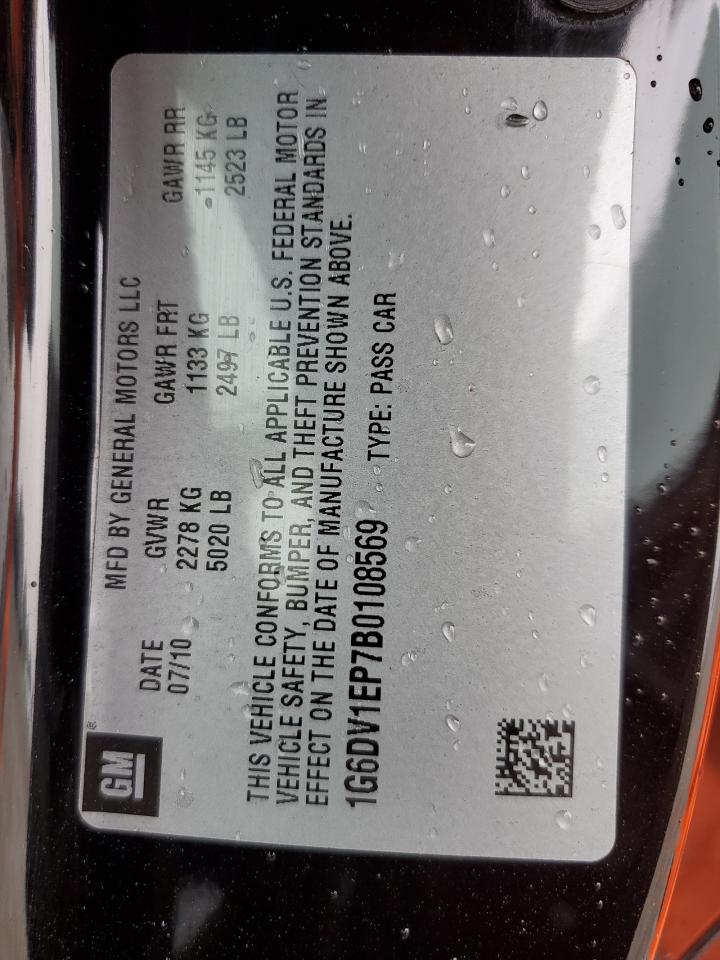 GM®
MFD BY GENERAL MOTORS LLC
DATE GVWR GAWR FRT GAWR RR
07/10 2278 KG 1133 KG 1145 KG
5020 LB 2497 LB 2523 LB
THIS VEHICLE CONFORMS TO ALL APPLICABLE U.S. FEDERAL MOTOR
VEHICLE SAFETY, BUMPER, AND THEFT PREVENTION STANDARDS IN
EFFECT ON THE DATE OF MANUFACTURE SHOWN ABOVE.
1G6DV1EP7B0108569 TYPE: PASS CAR